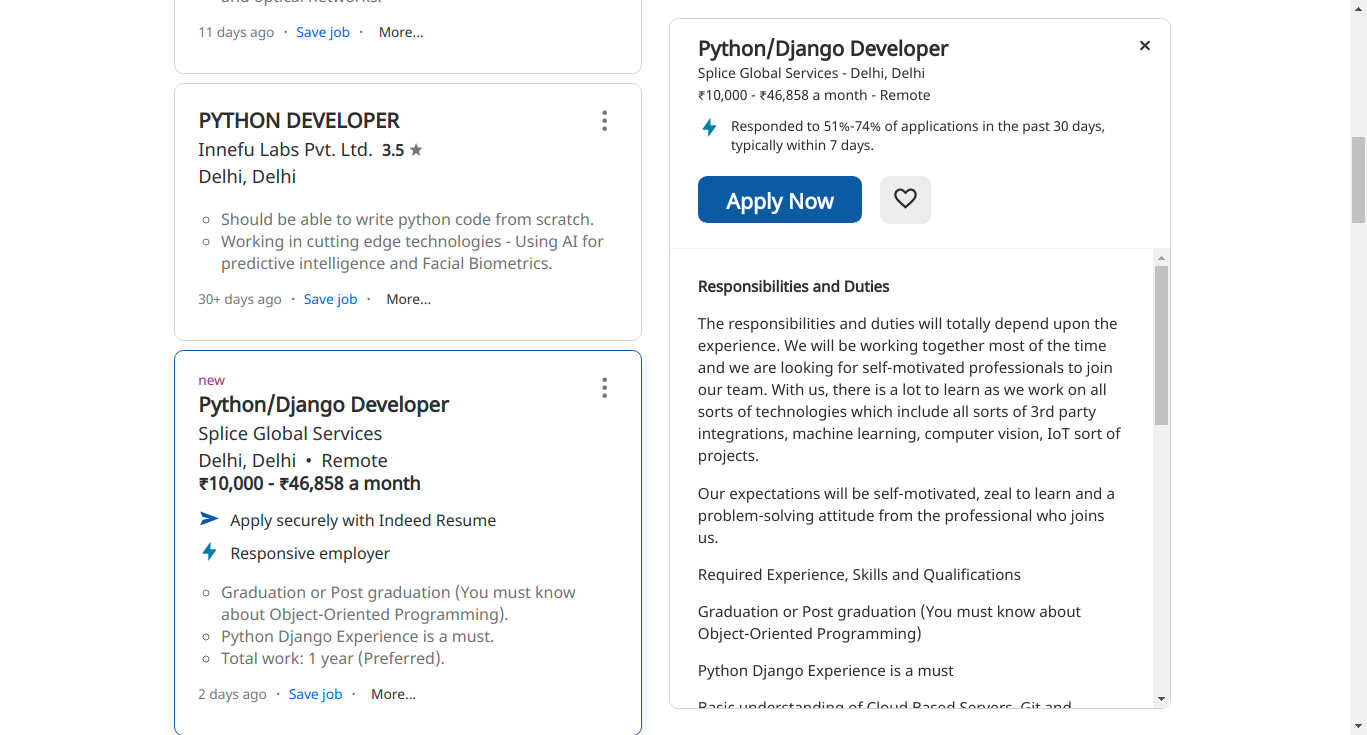 and optical networks.
11 days ago · Save job · More...
PYTHON DEVELOPER
Innefu Labs Pvt. Ltd. 3.5
Delhi, Delhi
Should be able to write python code from scratch.
Working in cutting edge technologies - Using AI for
predictive intelligence and Facial Biometrics.
30+ days ago · Save job · More...
new
Python/Django Developer
Splice Global Services
Delhi, Delhi • Remote
₹10,000 - ₹46,858 a month
Apply securely with Indeed Resume
Responsive employer
Graduation or Post graduation (You must know
about Object-Oriented Programming).
Python Django Experience is a must.
Total work: 1 year (Preferred).
2 days ago · Save job · More...
Python/Django Developer
Splice Global Services - Delhi, Delhi
₹10,000 - ₹46,858 a month - Remote
Responded to 51%-74% of applications in the past 30 days,
typically within 7 days.
Apply Now
Responsibilities and Duties
The responsibilities and duties will totally depend upon the
experience. We will be working together most of the time
and we are looking for self-motivated professionals to join
our team. With us, there is a lot to learn as we work on all
sorts of technologies which include all sorts of 3rd party
integrations, machine learning, computer vision, IoT sort of
projects.
Our expectations will be self-motivated, zeal to learn and a
problem-solving attitude from the professional who joins
us.
Required Experience, Skills and Qualifications
Graduation or Post graduation (You must know about
Object-Oriented Programming)
Python Django Experience is a must
Basic understanding of Cloud Based Servers, Git and